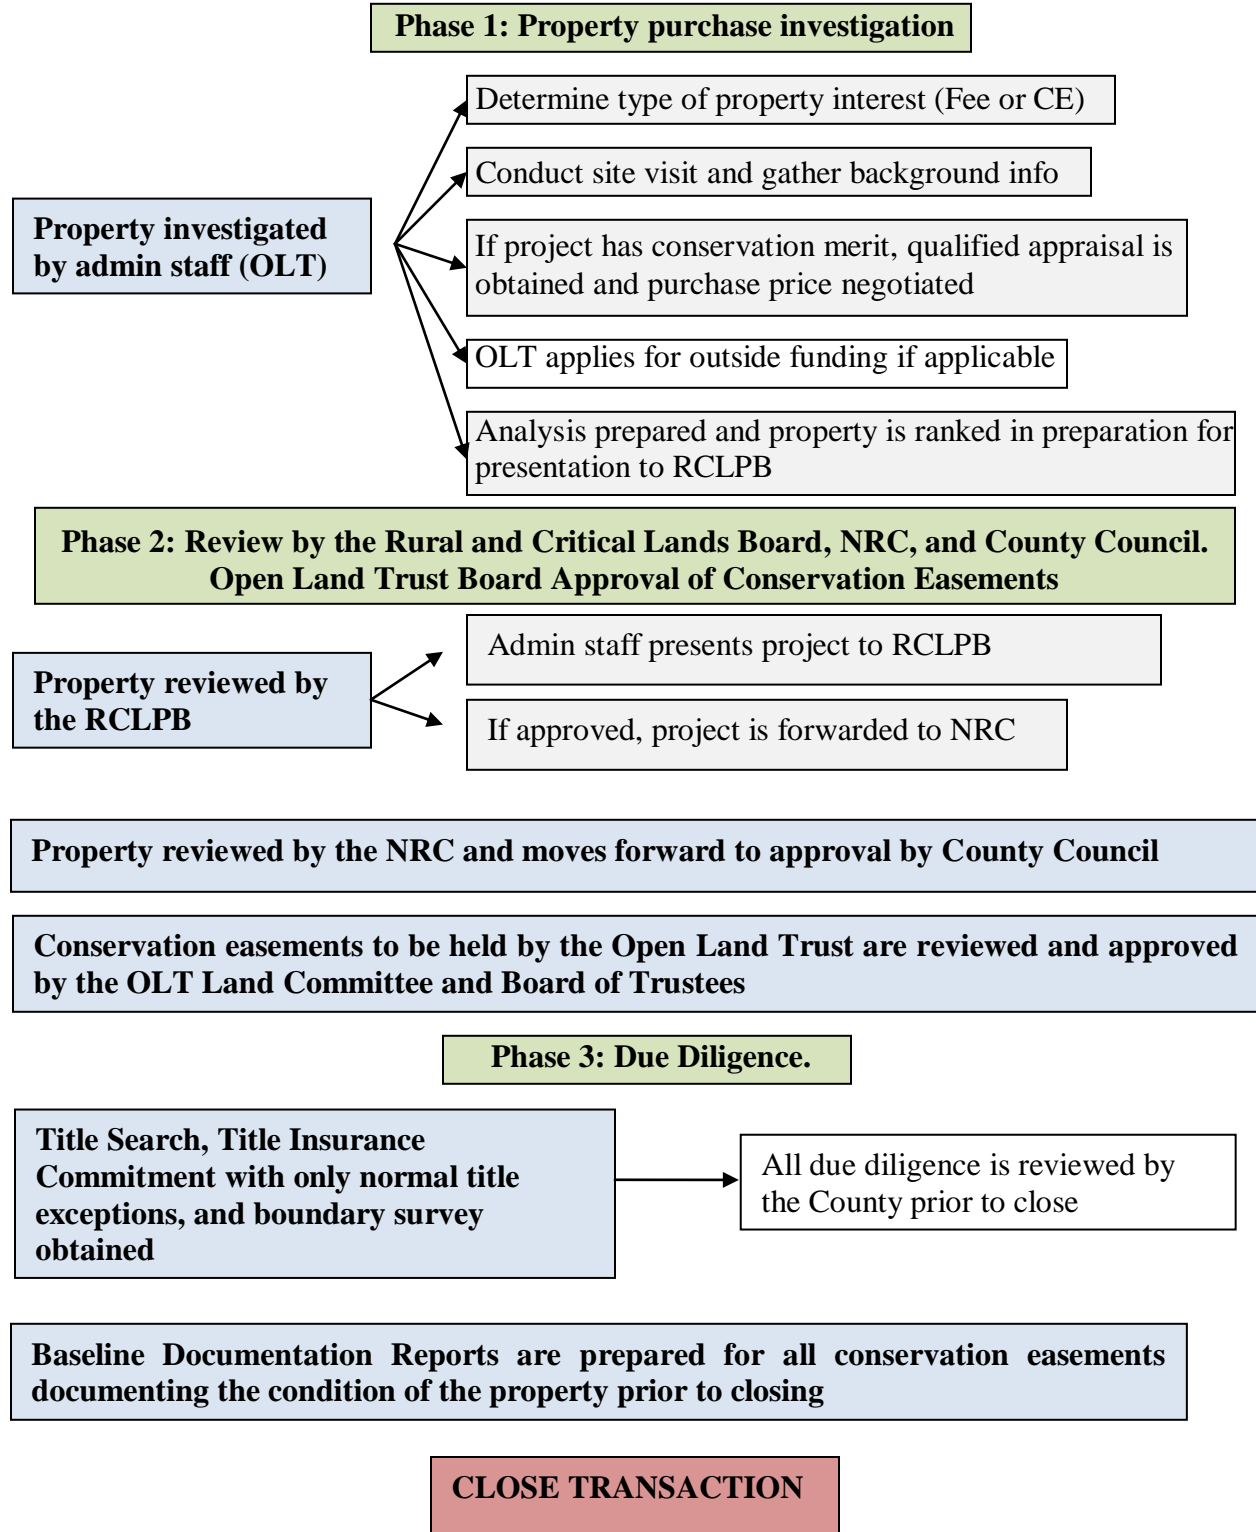 Phase 1: Property purchase investigation
Determine type of property interest (Fee or CE)
Conduct site visit and gather background info
Property investigated
by admin staff (OLT)
If project has conservation merit, qualified appraisal is
obtained and purchase price negotiated
OLT applies for outside funding if applicable
Analysis prepared and property is ranked in preparation for
presentation to RCLPB
Phase 2: Review by the Rural and Critical Lands Board, NRC, and County Council.
Open Land Trust Board Approval of Conservation Easements
Property reviewed by
the RCLPB
Admin staff presents project to RCLPB
If approved, project is forwarded to NRC
Property reviewed by the NRC and moves forward to approval by County Council
Conservation easements to be held by the Open Land Trust are reviewed and approved
by the OLT Land Committee and Board of Trustees
Phase 3: Due Diligence.
Title Search, Title Insurance
Commitment with only normal title
exceptions, and boundary survey
obtained
All due diligence is reviewed by
the County prior to close
Baseline Documentation Reports are prepared for all conservation easements
documenting the condition of the property prior to closing
CLOSE TRANSACTION